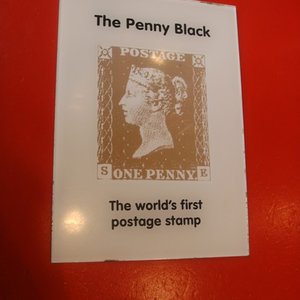 The Penny Black
POSTAGE
S ONE PENNY E
The world's first
postage stamp